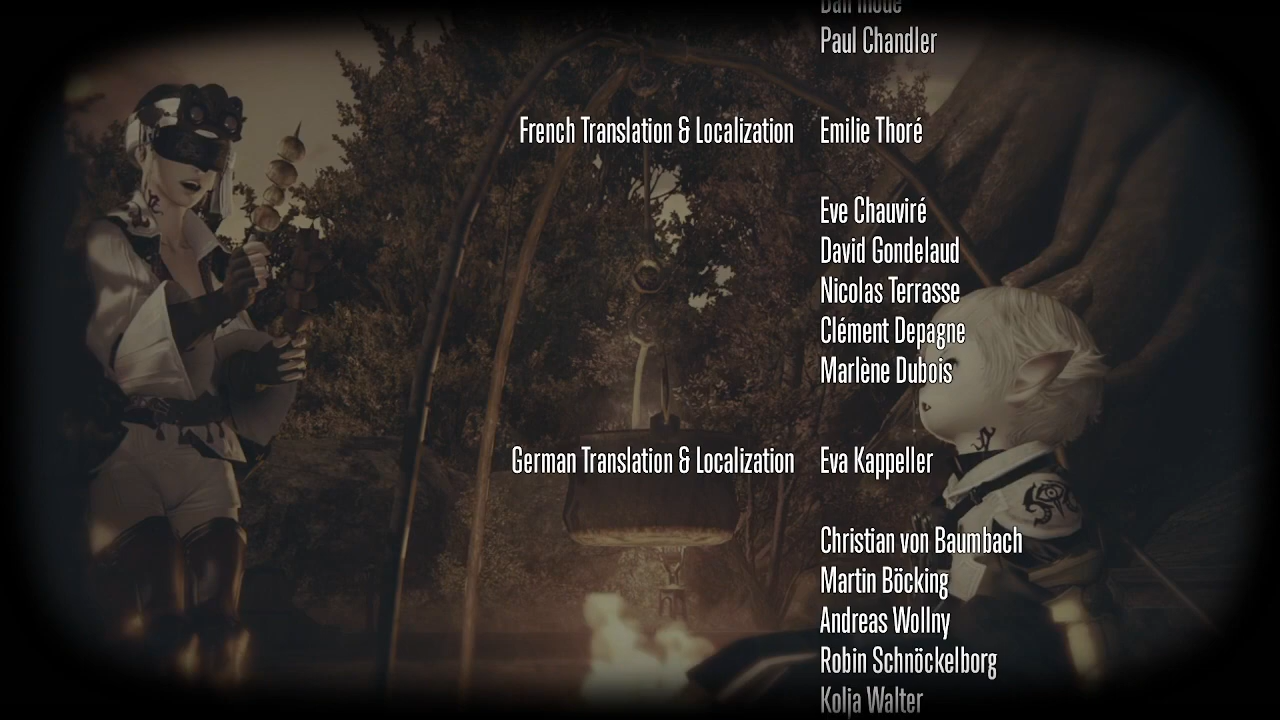 Paul Chandler
French Translation & Localization Emilie Thoré
Eve Chauviré
David Gondelaud
Nicolas Terrasse
Clément Depagne
Marlène Dubois
German Translation & Localization Eva Kappeller
Christian von Baumbach
Martin Böcking
Andreas Wollny
Robin Schnöckelborg
Kolja Walter